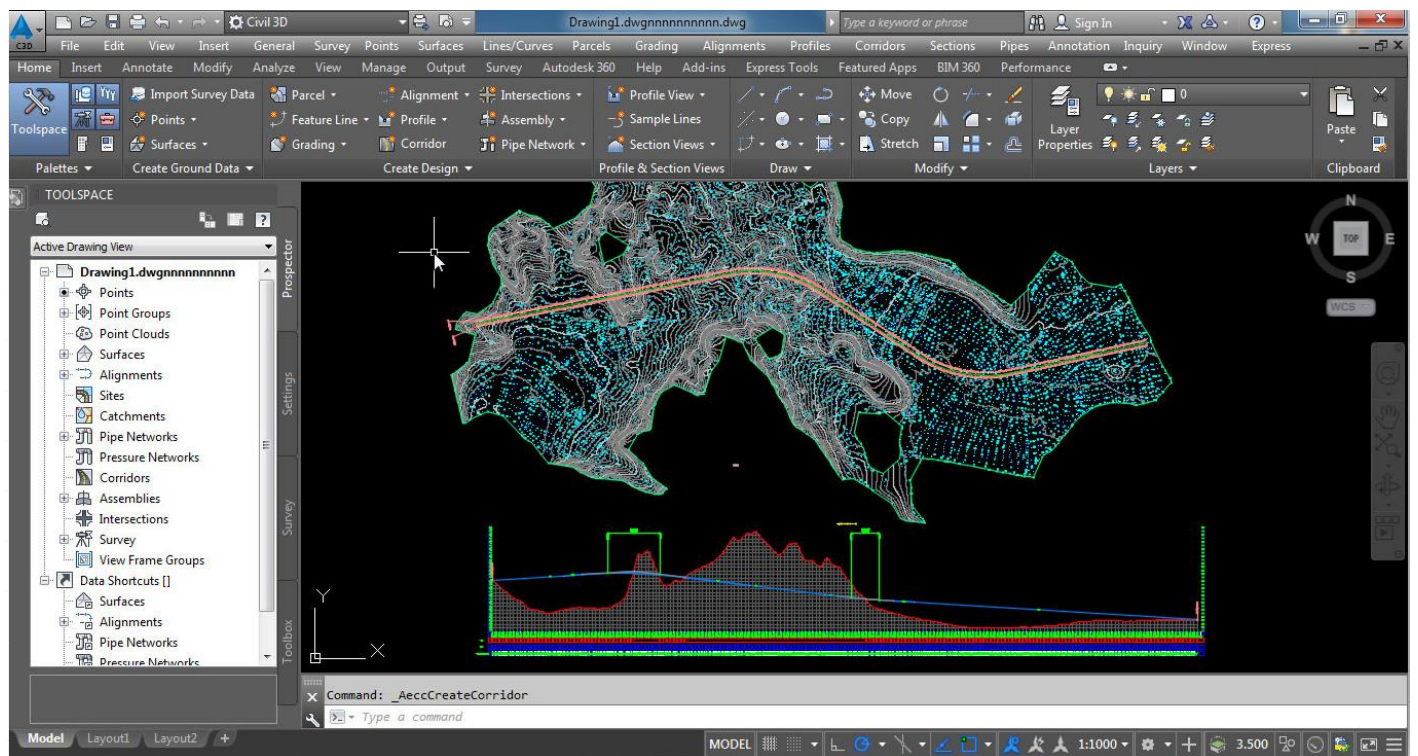 Civil 3D Drawing1.dwgnnnnnnnnnn.dwg Type a keyword or phrase Sign In
C3D File Edit View Insert General Survey Points Surfaces Lines/Curves Parcels Grading Alignments Profiles Corridors Sections Pipes Annotation Inquiry Window Express
Home Insert Annotate Modify Analyze View Manage Output Survey Autodesk 360 Help Add-ins Express Tools Featured Apps BIM 360 Performance
Toolspace
Import Survey Data
Points
Surfaces
Parcel
Feature Line
Grading
Alignment
Profile
Corridor
Intersections
Assembly
Pipe Network
Profile View
Sample Lines
Section Views
Move
Copy
Stretch
Layer
Properties
0
Paste
Palettes Create Ground Data Create Design Profile & Section Views Draw Modify Layers Clipboard
TOOLSPACE
Active Drawing View
Drawing1.dwgnnnnnnnnnn
Points
Point Groups
Point Clouds
Surfaces
Alignments
Sites
Catchments
Pipe Networks
Pressure Networks
Corridors
Assemblies
Intersections
Survey
View Frame Groups
Data Shortcuts []
Surfaces
Alignments
Pipe Networks
Pressure Networks
Prospector
Settings
Survey
Toolbox
N
W TOP E
S
WCS
Y
X
Command: _AeccCreateCorridor
Type a command
Model Layout1 Layout2 +
MODEL 1:1000 3.500